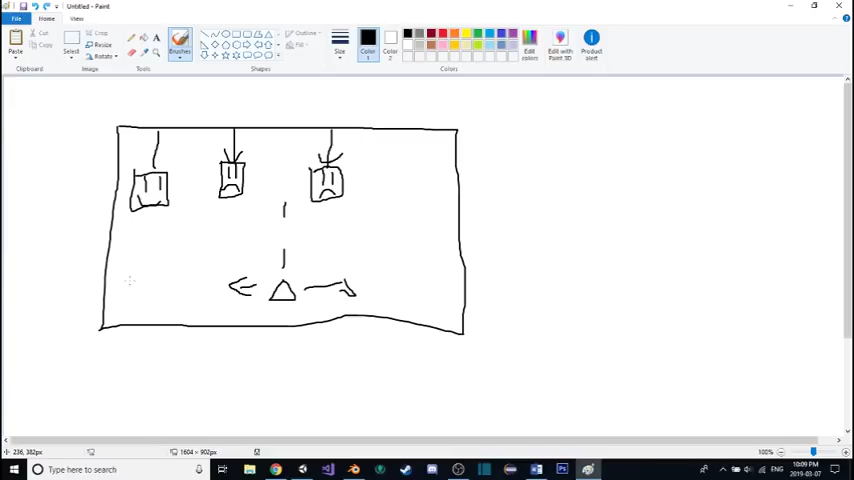 Untitled - Paint
File
Home
View
Paste
Cut
Copy
Clipboard
Select
Crop
Resize
Rotate
Image
Tools
Brushes
Shapes
Outline
Fill
Size
Color
1
Color
2
Colors
Edit
colors
Edit with
Paint 3D
Product
alert
236, 382px
1604 × 902px
100%
Type here to search
ENG
10:09 PM
2019-03-07